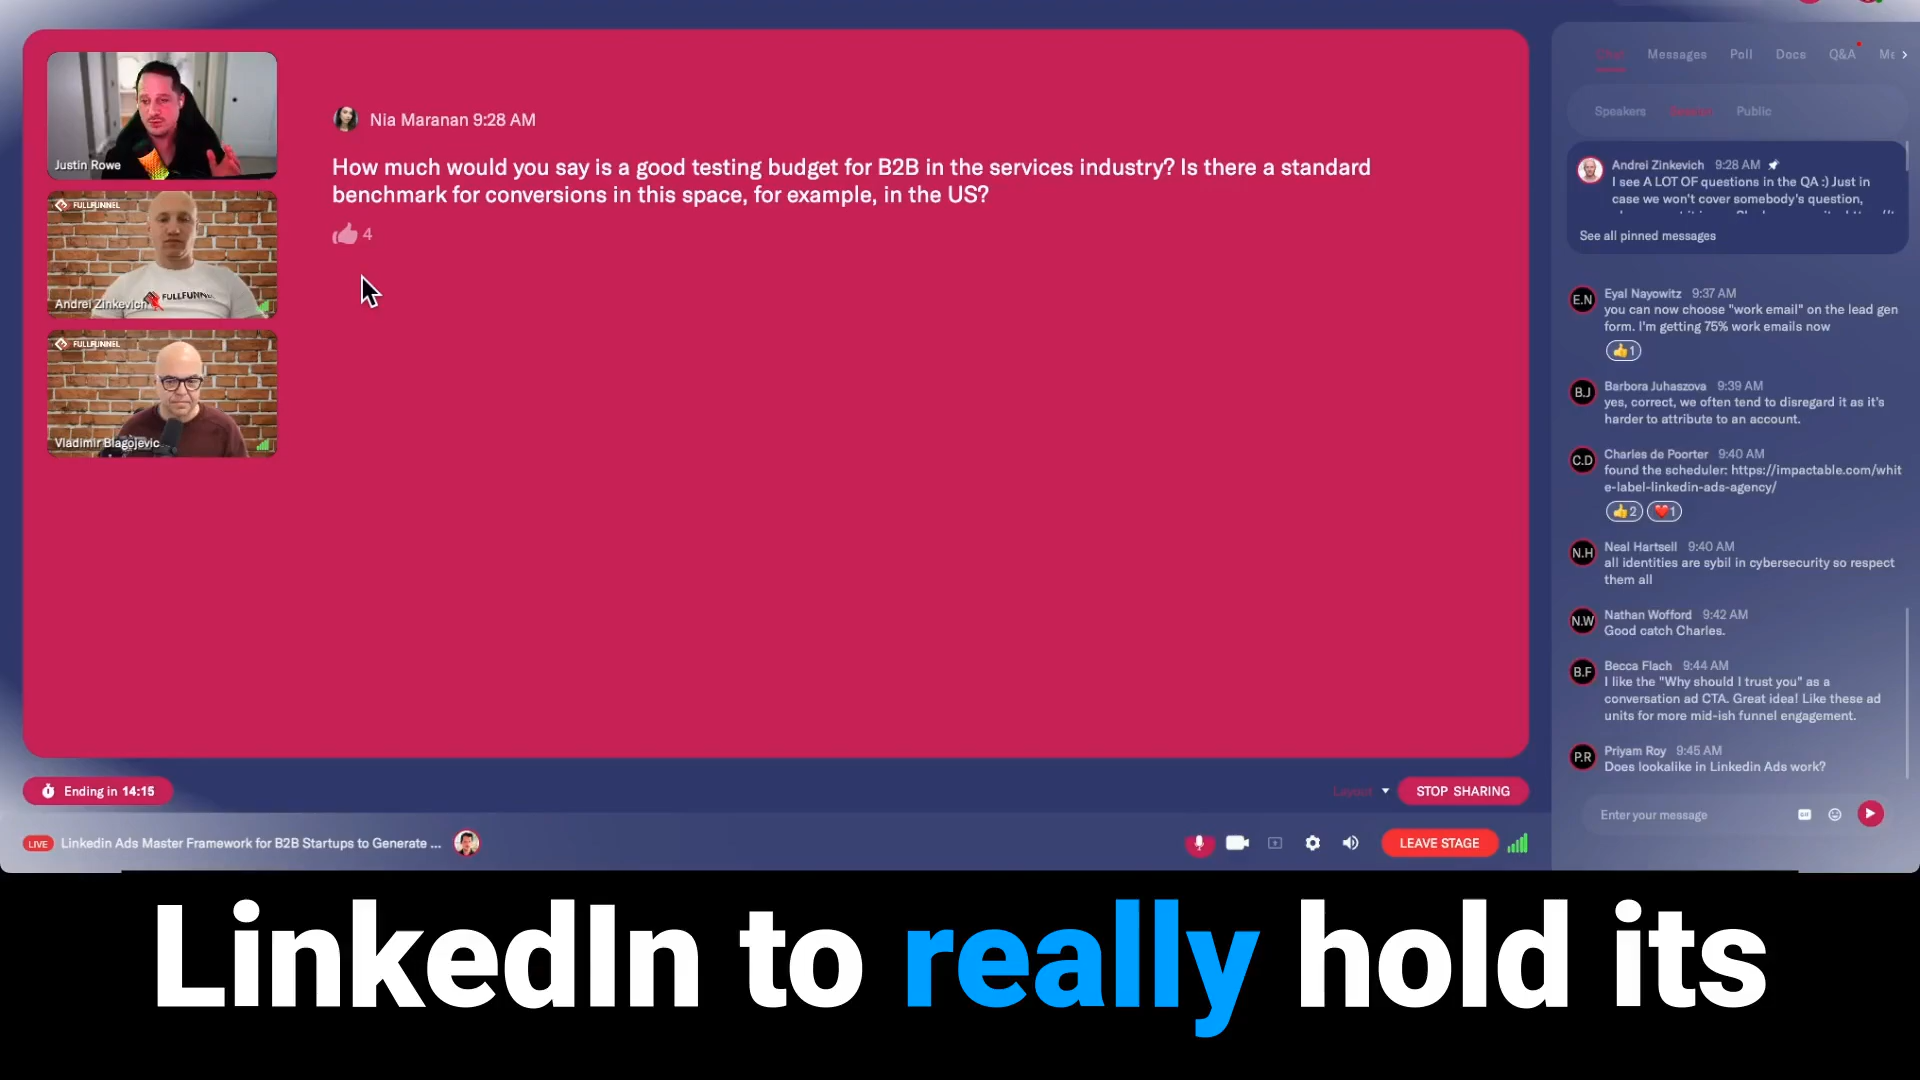 Messages Poll Docs Q&A
Speakers Public
Justin Rowe
FULLFUNNEL
FULLFUNNEL
Andrei Zinkevich
FULLFUNNEL
Vladimir Blagojevic
Nia Maranan 9:28 AM
How much would you say is a good testing budget for B2B in the services industry? Is there a standard
benchmark for conversions in this space, for example, in the US?
4
Andrei Zinkevich 9:28 AM
I see A LOT OF questions in the QA :) Just in
case we won't cover somebody's question,
See all pinned messages
E.N
Eyal Nayowitz 9:37 AM
you can now choose "work email" on the lead gen
form. I'm getting 75% work emails now
👍1
B.J
Barbora Juhaszova 9:39 AM
yes, correct, we often tend to disregard it as it's
harder to attribute to an account.
C.D
Charles de Poorter 9:40 AM
found the scheduler: https://impactable.com/whit
e-label-linkedin-ads-agency/
👍2 ❤️1
N.H
Neal Hartsell 9:40 AM
all identities are sybil in cybersecurity so respect
them all
N.W
Nathan Wofford 9:42 AM
Good catch Charles.
B.F
Becca Flach 9:44 AM
I like the "Why should I trust you" as a
conversation ad CTA. Great idea! Like these ad
units for more mid-ish funnel engagement.
P.R
Priyam Roy 9:45 AM
Does lookalike in Linkedin Ads work?
Enter your message
Ending in 14:15
Layout
STOP SHARING
LIVE Linkedin Ads Master Framework for B2B Startups to Generate ...
LEAVE STAGE
LinkedIn to really hold its